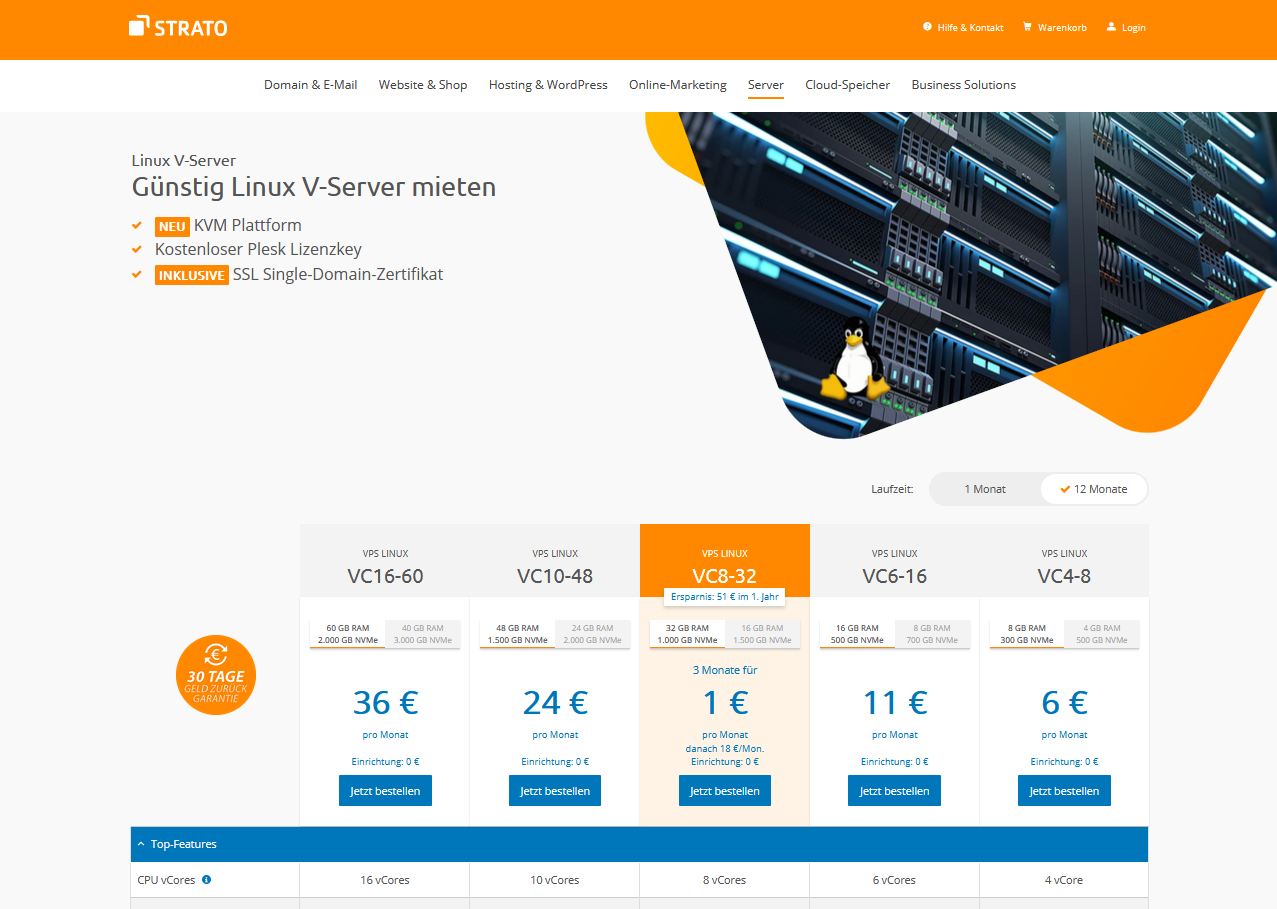 STRATO
Hilfe & Kontakt
Warenkorb
Login
Domain & E-Mail
Website & Shop
Hosting & WordPress
Online-Marketing
Server
Cloud-Speicher
Business Solutions
Linux V-Server
Günstig Linux V-Server mieten
NEU KVM Plattform
Kostenloser Plesk Lizenzkey
INKLUSIVE SSL Single-Domain-Zertifikat
Laufzeit:
1 Monat
12 Monate
30 TAGE
GELD ZURÜCK
GARANTIE
VPS LINUX
VC16-60
60 GB RAM
2.000 GB NVMe
40 GB RAM
3.000 GB NVMe
36 €
pro Monat
Einrichtung: 0 €
Jetzt bestellen
VPS LINUX
VC10-48
48 GB RAM
1.500 GB NVMe
24 GB RAM
2.000 GB NVMe
24 €
pro Monat
Einrichtung: 0 €
Jetzt bestellen
VPS LINUX
VC8-32
Ersparnis: 51 € im 1. Jahr
32 GB RAM
1.000 GB NVMe
16 GB RAM
1.500 GB NVMe
3 Monate für
1 €
pro Monat
danach 18 €/Mon.
Einrichtung: 0 €
Jetzt bestellen
VPS LINUX
VC6-16
16 GB RAM
500 GB NVMe
8 GB RAM
700 GB NVMe
11 €
pro Monat
Einrichtung: 0 €
Jetzt bestellen
VPS LINUX
VC4-8
8 GB RAM
300 GB NVMe
4 GB RAM
500 GB NVMe
6 €
pro Monat
Einrichtung: 0 €
Jetzt bestellen
Top-Features
CPU vCores
16 vCores
10 vCores
8 vCores
6 vCores
4 vCore